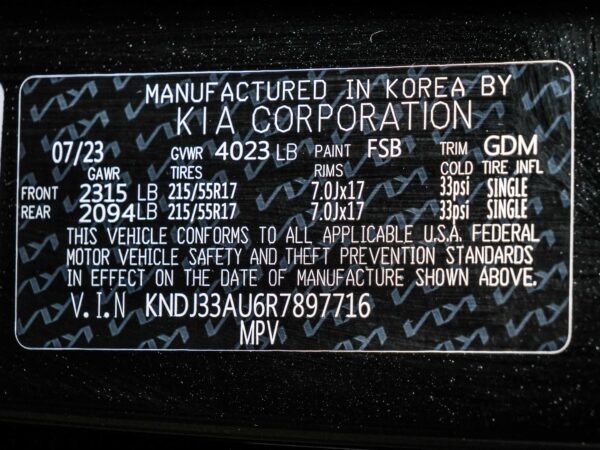 MANUFACTURED IN KOREA BY
KIA CORPORATION
07/23 GVWR 4023 LB PAINT FSB TRIM GDM
GAWR TIRES RIMS COLD TIRE INFL
FRONT 2315 LB 215/55R17 7.0Jx17 33psi SINGLE
REAR 2094 LB 215/55R17 7.0Jx17 33psi SINGLE
THIS VEHICLE CONFORMS TO ALL APPLICABLE U.S.A. FEDERAL
MOTOR VEHICLE SAFETY AND THEFT PREVENTION STANDARDS
IN EFFECT ON THE DATE OF MANUFACTURE SHOWN ABOVE.
V.I.N KNDJ33AU6R7897716
MPV